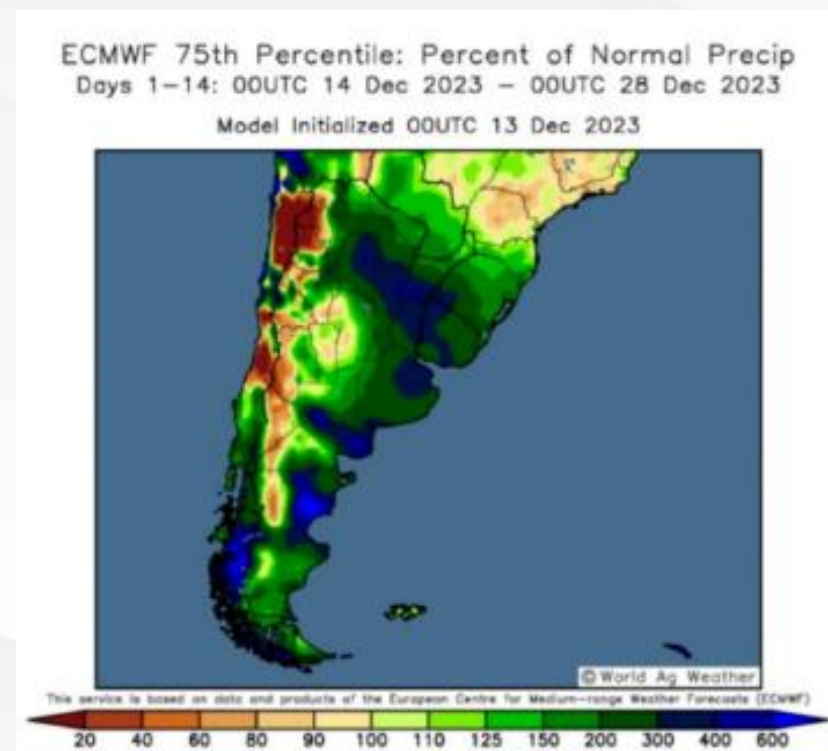 ECMWF 75th Percentile: Percent of Normal Precip
Days 1-14: 00UTC 14 Dec 2023 - 00UTC 28 Dec 2023
Model Initialized 00UTC 13 Dec 2023
© World Ag Weather
This service is based on data and products of the European Centre for Medium-range Weather Forecasts (ECMWF)
20 40 60 80 90 100 110 125 150 200 300 400 600